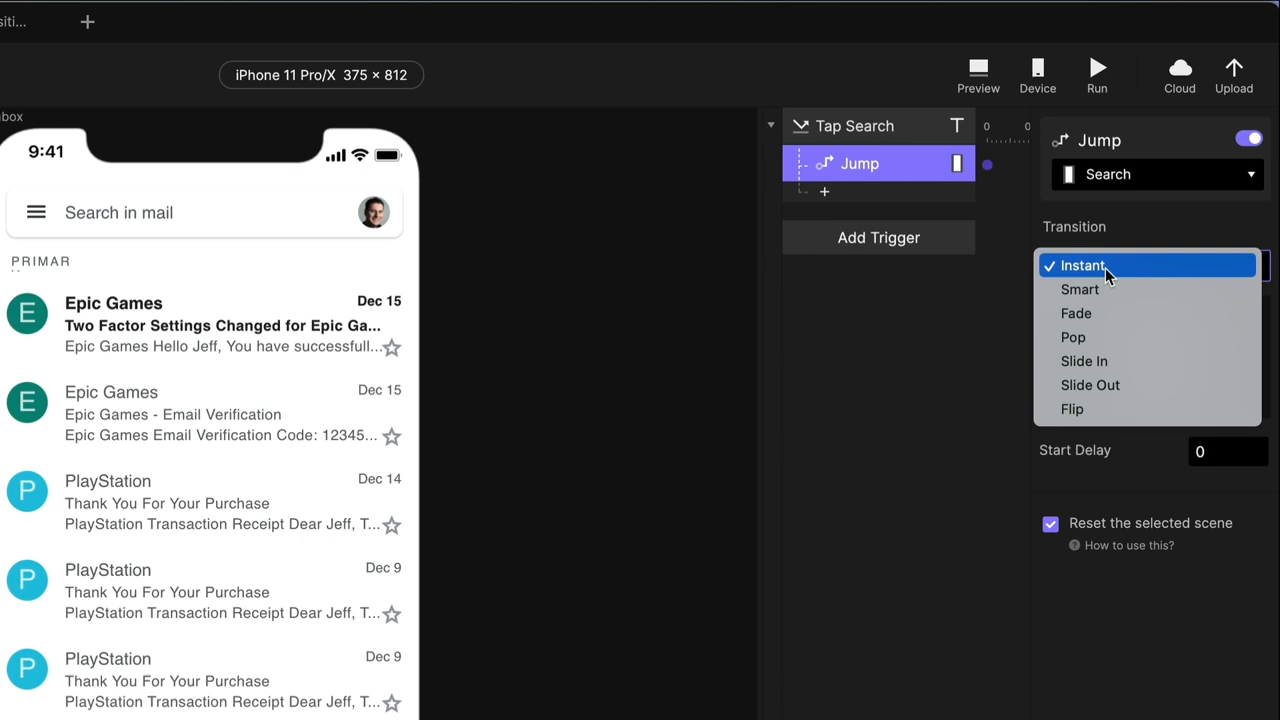 siti...
iPhone 11 Pro/X 375 × 812
Preview
Device
Run
Cloud
Upload
box
9:41
Search in mail
PRIMAR
E
Epic Games
Dec 15
Two Factor Settings Changed for Epic Ga...
Epic Games Hello Jeff, You have successfull...
E
Epic Games
Dec 15
Epic Games - Email Verification
Epic Games Email Verification Code: 12345...
P
PlayStation
Dec 14
Thank You For Your Purchase
PlayStation Transaction Receipt Dear Jeff, T...
P
PlayStation
Dec 9
Thank You For Your Purchase
PlayStation Transaction Receipt Dear Jeff, T...
P
PlayStation
Dec 9
Thank You For Your Purchase
PlayStation Transaction Receipt Dear Jeff, T...
Tap Search
Jump
Add Trigger
0
0
Jump
Search
Transition
Instant
Smart
Fade
Pop
Slide In
Slide Out
Flip
Start Delay
0
Reset the selected scene
? How to use this?